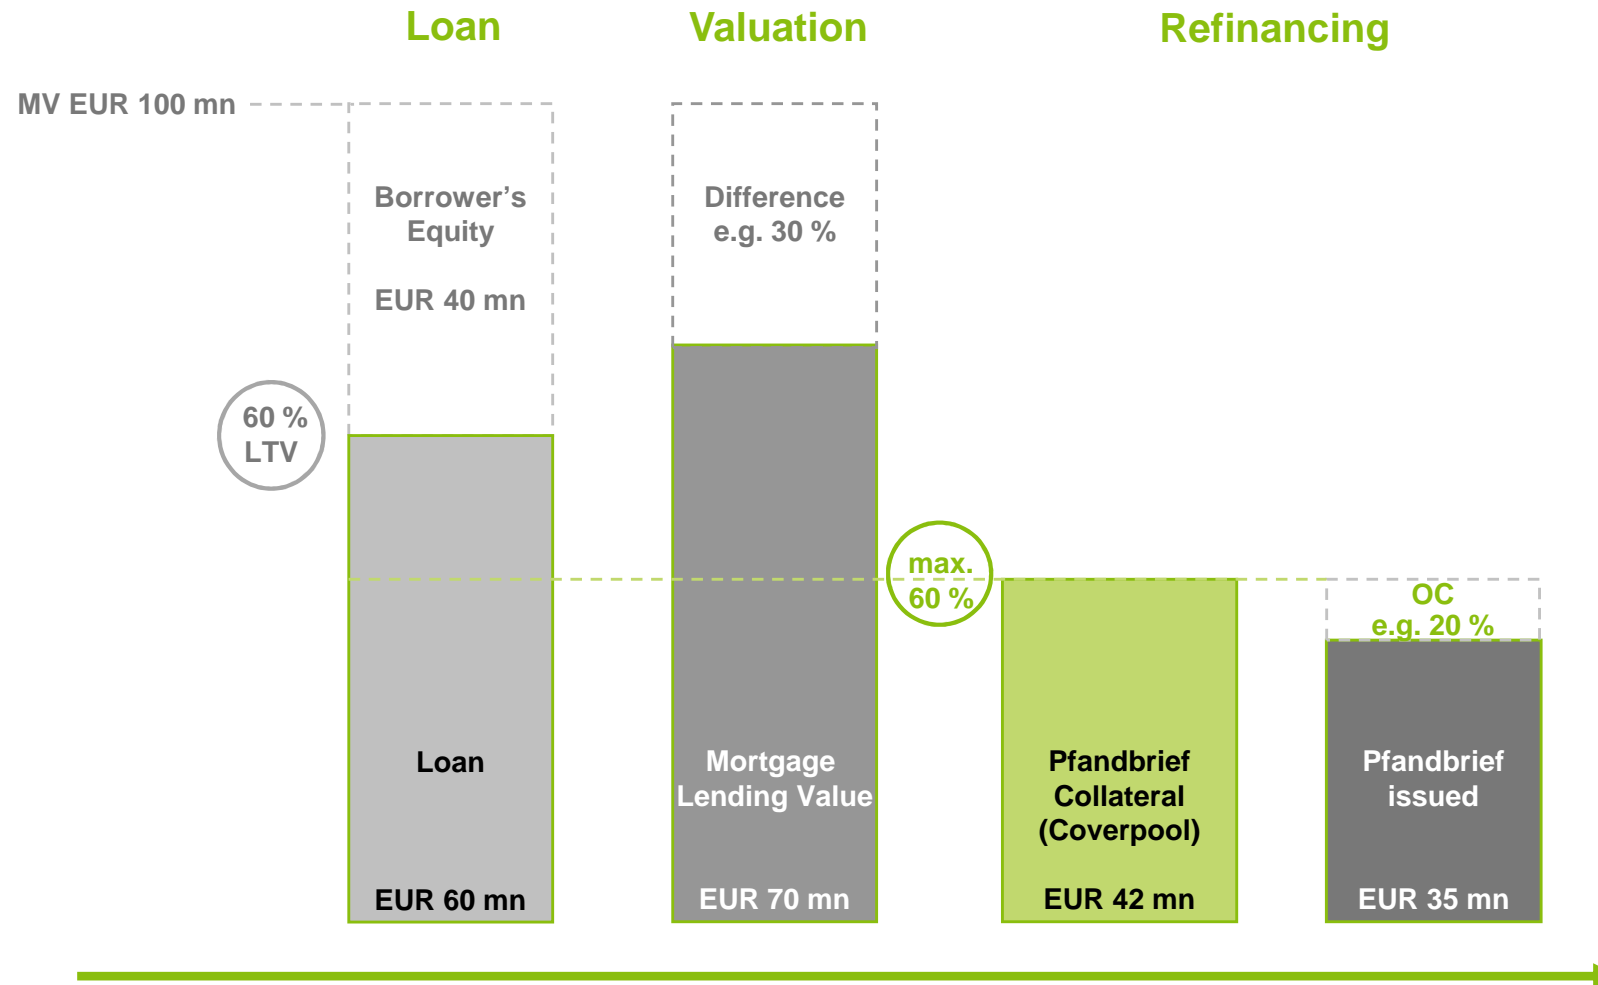 Loan
Valuation
Refinancing
MV EUR 100 mn
Borrower’s
Equity
EUR 40 mn
Difference
e.g. 30 %
60 %
LTV
max.
60 %
OC
e.g. 20 %
Loan
EUR 60 mn
Mortgage
Lending Value
EUR 70 mn
Pfandbrief
Collateral
(Coverpool)
EUR 42 mn
Pfandbrief
issued
EUR 35 mn